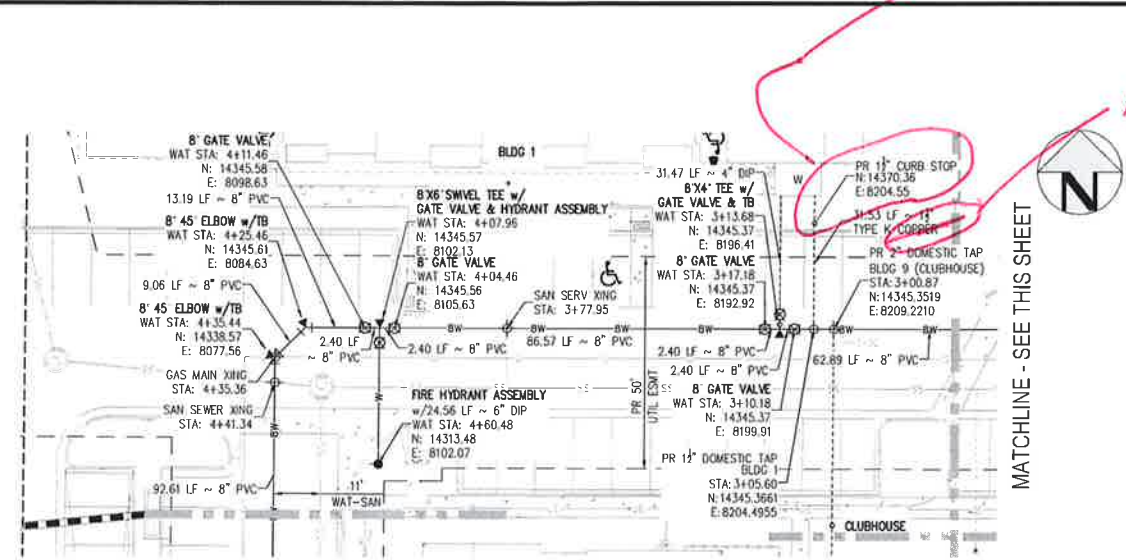 8' GATE VALVE
WAT STA: 4+11.46
N: 14345.58
E: 8098.63
13.19 LF ~ 8" PVC
8' 45° ELBOW w/TB
WAT STA: 4+25.46
N: 14345.61
E: 8084.63
9.06 LF ~ 8" PVC
8' 45° ELBOW w/TB
WAT STA: 4+35.44
N: 14338.57
E: 8077.56
GAS MAIN XING
STA: 4+35.36
SAN SEWER XING
STA: 4+41.34
92.61 LF ~ 8" PVC
8W
11'
WAT-SAN
BLDG 1
8'X6' SWIVEL TEE w/
GATE VALVE & HYDRANT ASSEMBLY
WAT STA: 4+07.96
N: 14345.57
E: 8102.13
8' GATE VALVE
WAT STA: 4+04.46
N: 14345.56
E: 8105.63
2.40 LF
~ 8" PVC
2.40 LF ~ 8" PVC
W
FIRE HYDRANT ASSEMBLY
w/24.56 LF ~ 6" DIP
WAT STA: 4+60.48
N: 14313.48
E: 8102.07
SAN SERV XING
STA: 3+77.95
8W
8W
8W
86.57 LF ~ 8" PVC
PR 50'
UTIL ESMT
31.47 LF ~ 4" DIP
8'X4' TEE w/
GATE VALVE & TB
WAT STA: 3+13.68
N: 14345.37
E: 8196.41
8' GATE VALVE
WAT STA: 3+17.18
N: 14345.37
E: 8192.92
2.40 LF ~ 8" PVC
2.40 LF ~ 8" PVC
8' GATE VALVE
WAT STA: 3+10.18
N: 14345.37
E: 8199.91
PR 1½" DOMESTIC TAP
BLDG 1
STA: 3+05.60
N: 14345.3661
E: 8204.4955
W
PR 1½" CURB STOP
N: 14370.36
E: 8204.55
31.53 LF ~ 1½"
TYPE K COPPER
PR 2" DOMESTIC TAP
BLDG 9 (CLUBHOUSE)
STA: 3+00.87
N: 14345.3519
E: 8209.2210
8W
8W
62.89 LF ~ 8" PVC
CLUBHOUSE
MATCHLINE - SEE THIS SHEET
N